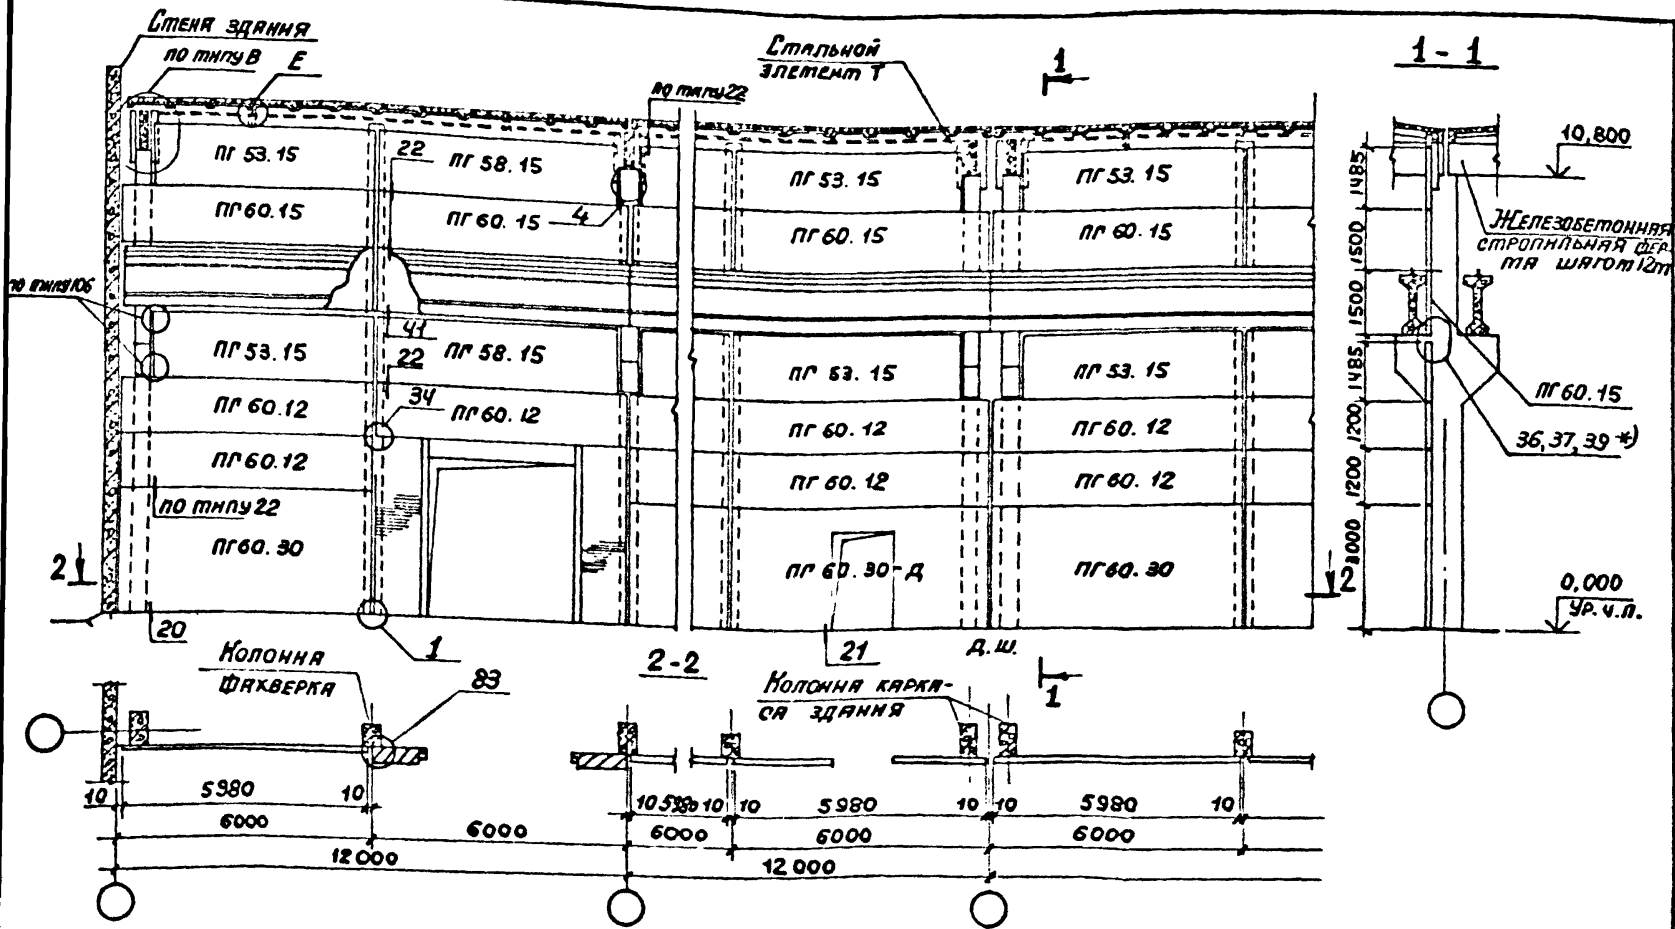 Стена здания
по типу В
Е
Стальной
элемент Т
1
1-1
по типу 22
10,800
ПГ 53.15
22
ПГ 58.15
ПГ 53.15
ПГ 53.15
1485
ПГ 60.15
ПГ 60.15
4
ПГ 60.15
ПГ 60.15
1500
Железобетонная
стропильная фер-
ма шагом 12м
по типу 106
1500
41
ПГ 53.15
22
ПГ 58.15
ПГ 53.15
ПГ 53.15
1485
ПГ 60.15
34
ПГ 60.12
ПГ 60.12
ПГ 60.12
ПГ 60.12
1200
36,37,39 *)
ПГ 60.12
ПГ 60.12
ПГ 60.12
1200
по типу 22
ПГ 60.30
ПГ 60.30-Д
ПГ 60.30
3000
2
2
0,000
Ур.ч.п.
20
1
21
Д.Ш.
2-2
1
Колонна
фахверка
83
Колонна карка-
са здания
10
5980
10
10
5980
10
10
5980
10
10
5980
10
6000
6000
6000
6000
6000
12000
12000